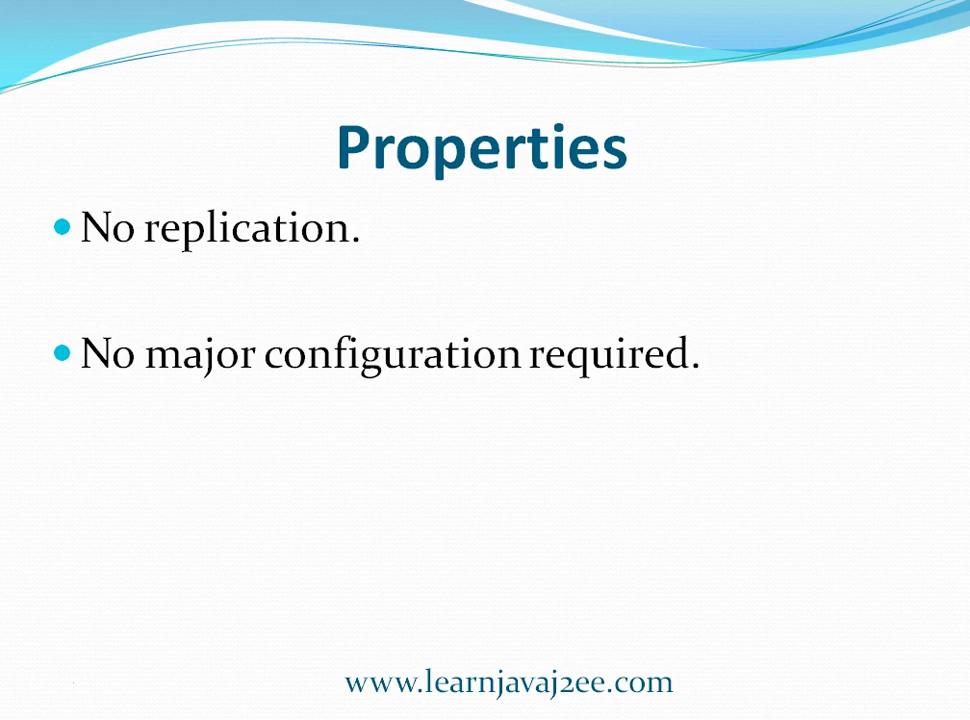 Properties
No replication.
No major configuration required.
www.learnjavaj2ee.com